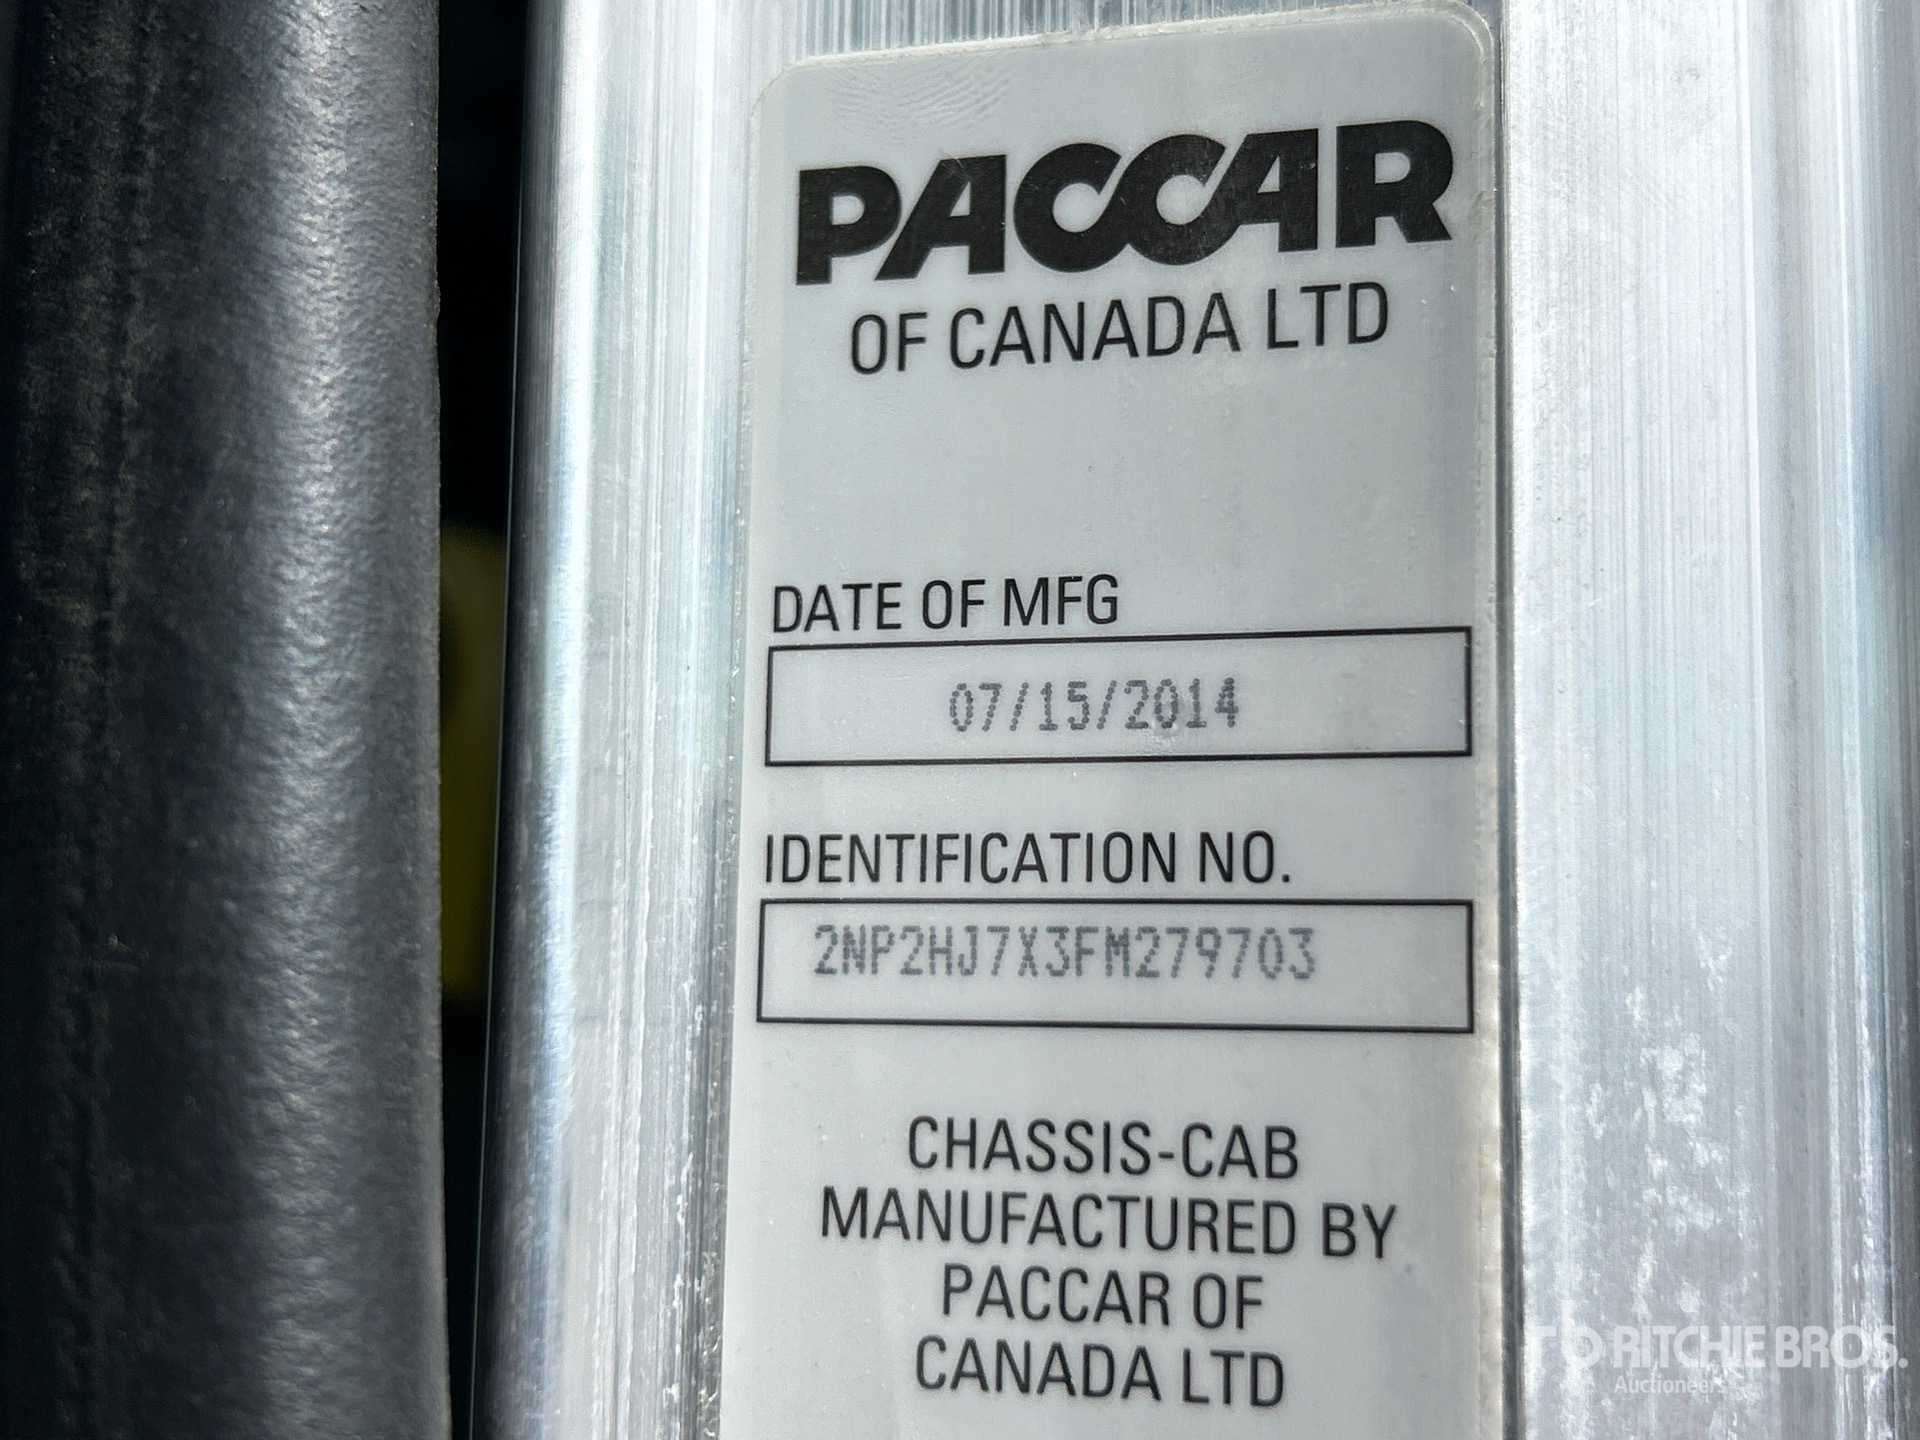 PACCAR
OF CANADA LTD
DATE OF MFG
07/15/2014
IDENTIFICATION NO.
2NP2HJ7X3FM279703
CHASSIS-CAB
MANUFACTURED BY
PACCAR OF
CANADA LTD
RITCHIE BROS.
Auctioneers